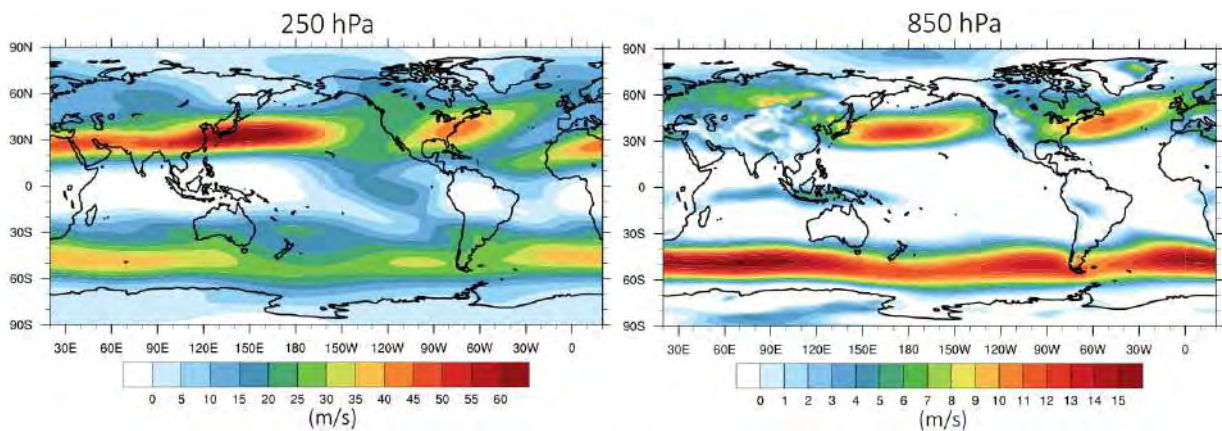 250 hPa
850 hPa
90N
60N
30N
0
30S
60S
90S
30E 60E 90E 120E 150E 180 150W 120W 90W 60W 30W 0
0 5 10 15 20 25 30 35 40 45 50 55 60
(m/s)
90N
60N
30N
0
30S
60S
90S
30E 60E 90E 120E 150E 180 150W 120W 90W 60W 30W 0
0 1 2 3 4 5 6 7 8 9 10 11 12 13 14 15
(m/s)